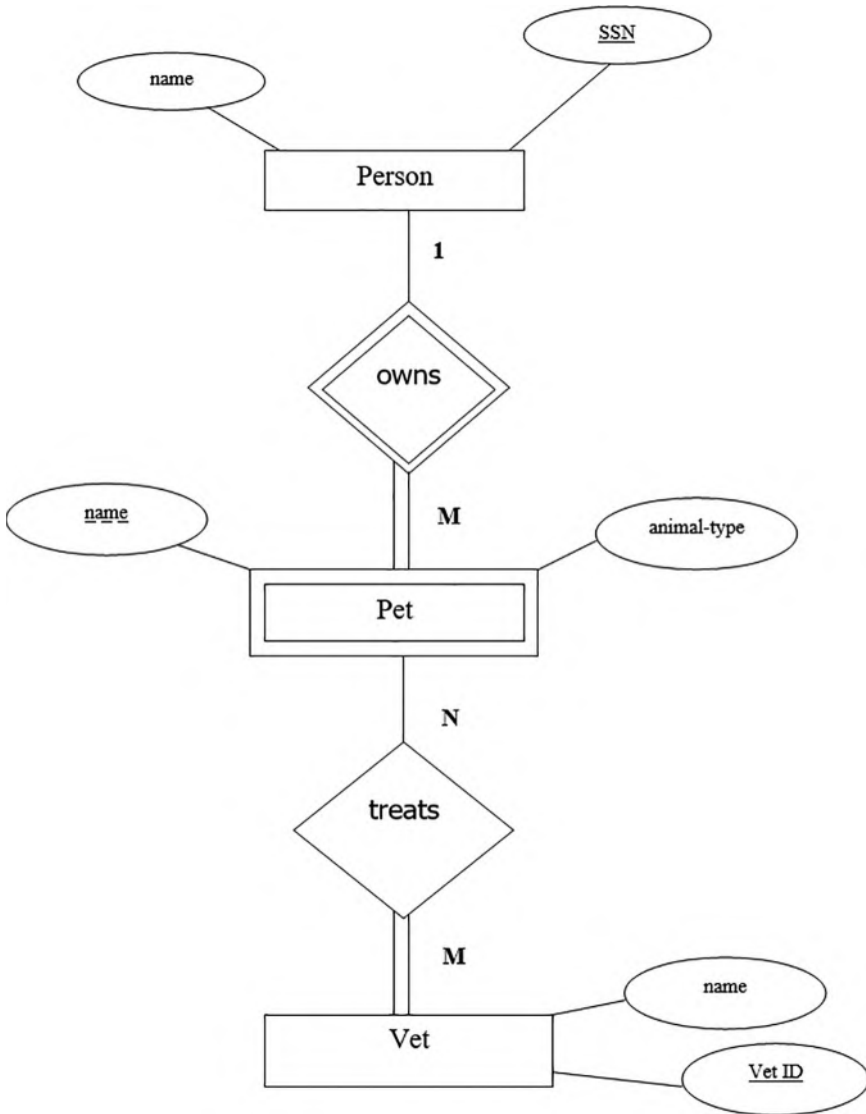 SSN
name
Person
1
owns
M
name
animal-type
Pet
N
treats
M
name
Vet
Vet ID